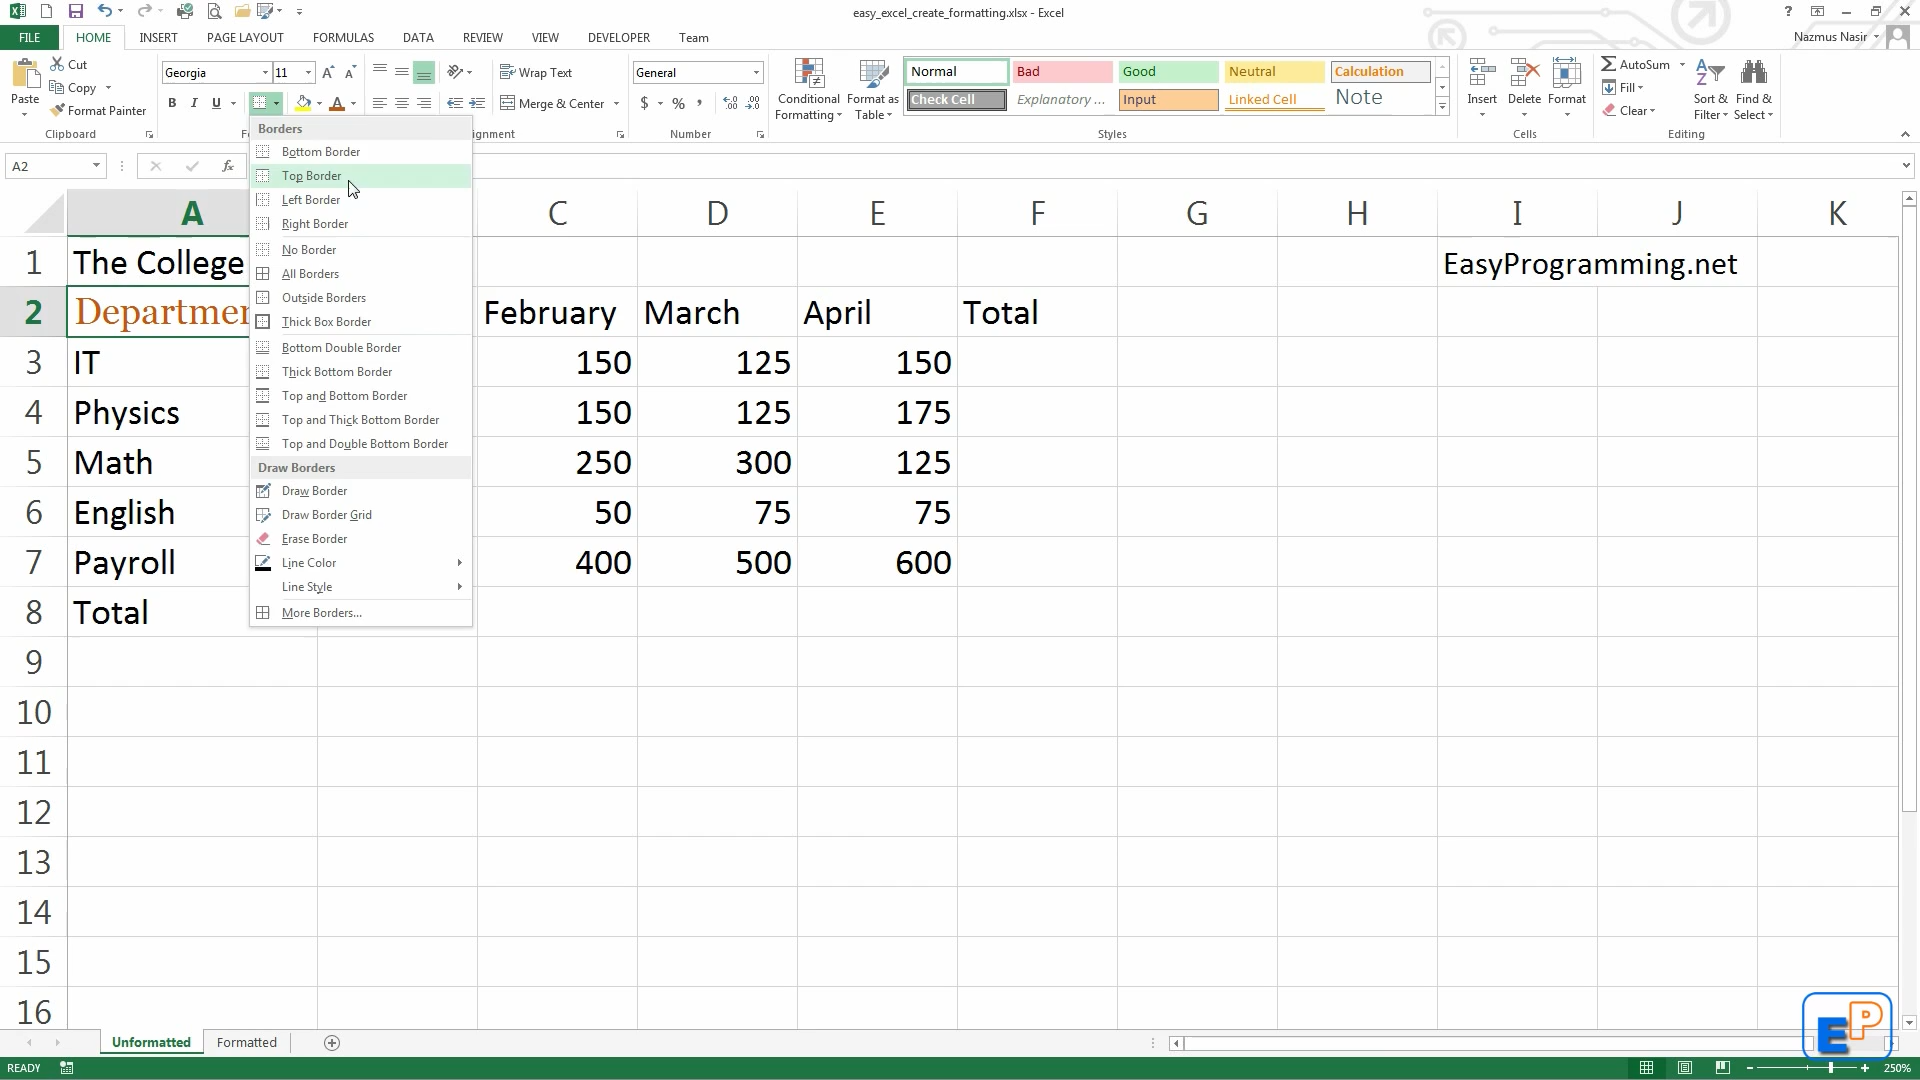 easy_excel_create_formatting.xlsx - Excel
?
FILE HOME INSERT PAGE LAYOUT FORMULAS DATA REVIEW VIEW DEVELOPER Team
Nazmus Nasir
Paste
Cut
Copy
Format Painter
Clipboard
Georgia 11
B I U
A A
A
Wrap Text
Merge & Center
General
$ % ,
Number
Conditional Formatting
Format as Table
Normal Bad Good Neutral Calculation
Check Cell Explanatory ... Input Linked Cell Note
Styles
Insert Delete Format
Cells
AutoSum
Fill
Clear
Sort & Filter
Find & Select
Editing
A2
fx
Borders
Bottom Border
Top Border
Left Border
Right Border
No Border
All Borders
Outside Borders
Thick Box Border
Bottom Double Border
Thick Bottom Border
Top and Bottom Border
Top and Thick Bottom Border
Top and Double Bottom Border
Draw Borders
Draw Border
Draw Border Grid
Erase Border
Line Color
Line Style
More Borders...
A C D E F G H I J K
1 The College EasyProgramming.net
2 Departmen February March April Total
3 IT 150 125 150
4 Physics 150 125 175
5 Math 250 300 125
6 English 50 75 75
7 Payroll 400 500 600
8 Total
9
10
11
12
13
14
15
16
Unformatted Formatted
EP
READY
250%